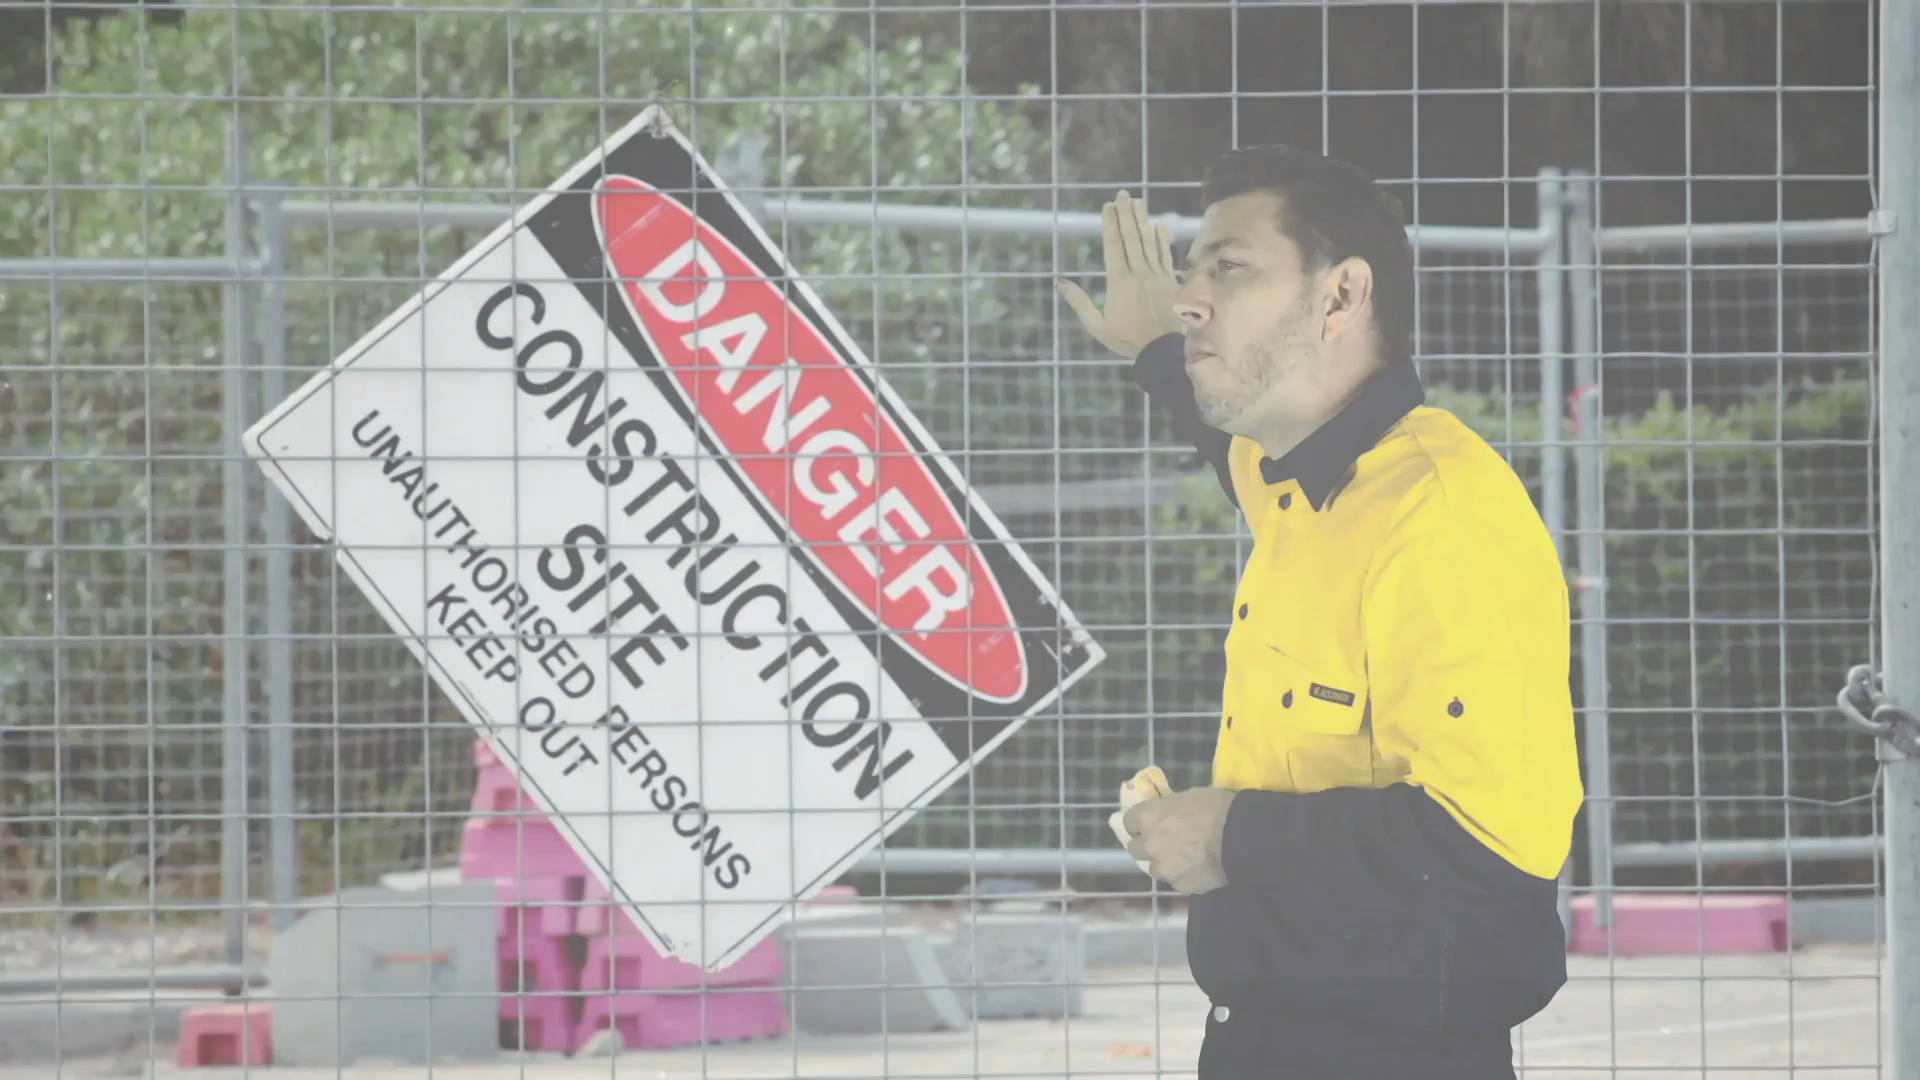 DANGER
CONSTRUCTION
SITE
UNAUTHORISED PERSONS
KEEP OUT